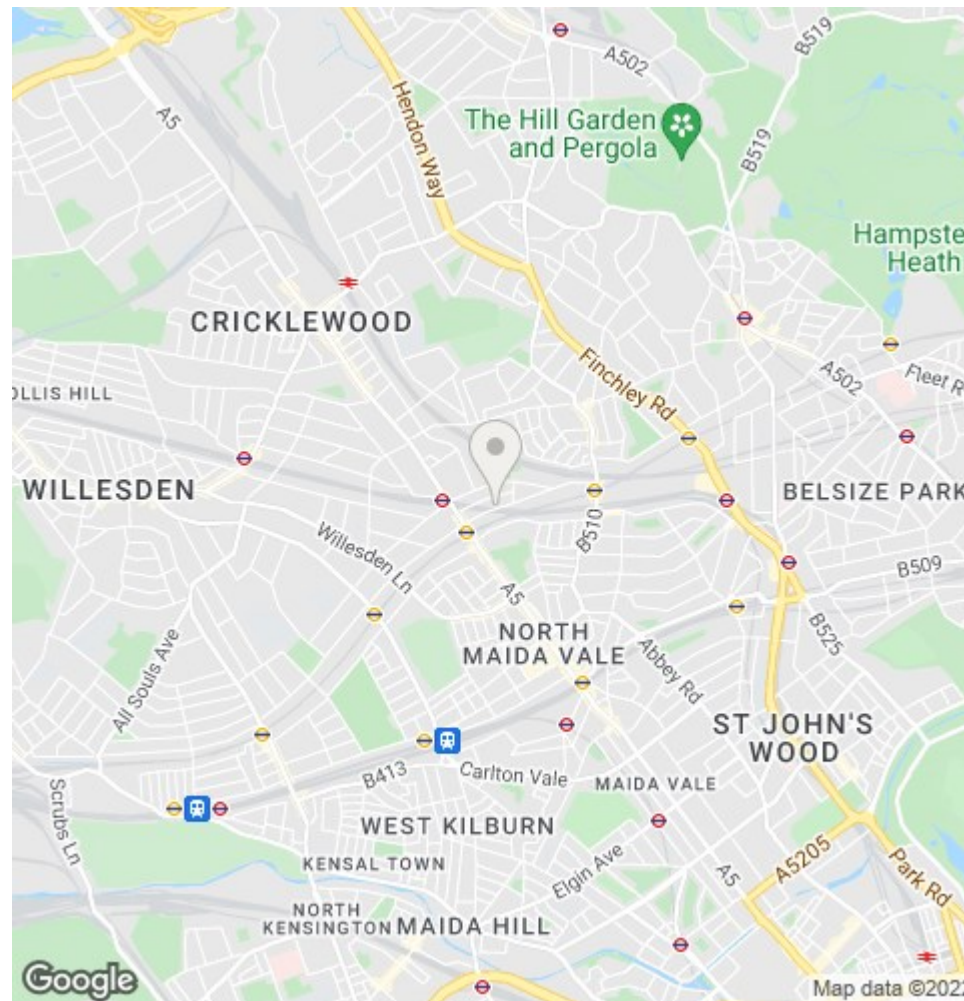 A502
B519
A5
Hendon Way
The Hill Garden
and Pergola
B519
Hampste
Heath
CRICKLEWOOD
OLLIS HILL
Finchley Rd
A502
Fleet R
WILLESDEN
BELSIZE PARK
B510
Willesden Ln
A5
B509
NORTH
MAIDA VALE
Abbey Rd
B525
All Souls Ave
ST JOHN'S
WOOD
B413
Carlton Vale
MAIDA VALE
Scrubs Ln
WEST KILBURN
KENSAL TOWN
Elgin Ave
A5
A5205
Park Rd
NORTH
KENSINGTON
MAIDA HILL
Google
Map data ©2022